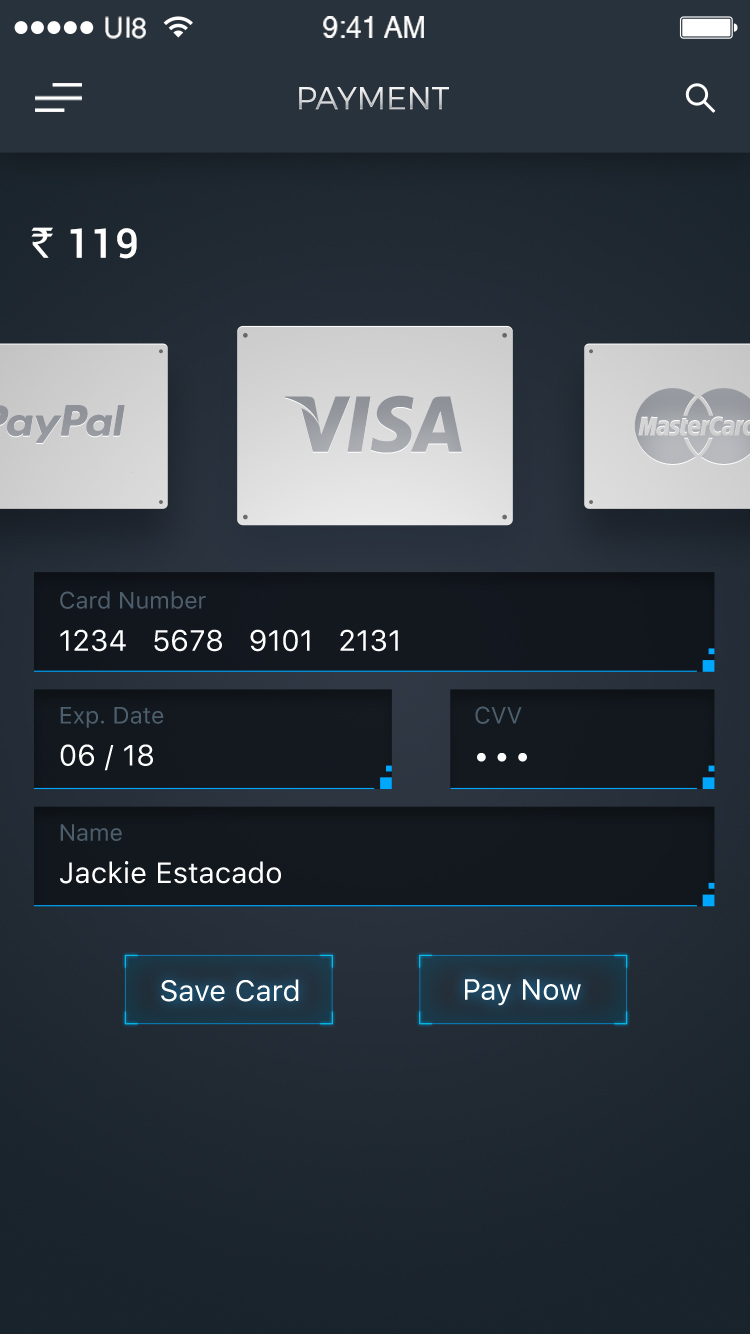 UI8 9:41 AM
PAYMENT
₹ 119
PayPal VISA MasterCard
Card Number
1234 5678 9101 2131
Exp. Date CVV
06 / 18 •••
Name
Jackie Estacado
Save Card Pay Now